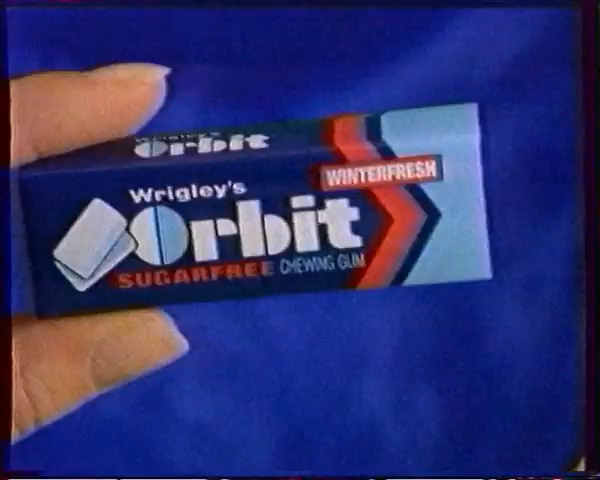 Orbit
WINTERFRESH
Wrigley's
Orbit
SUGARFREE CHEWING GUM